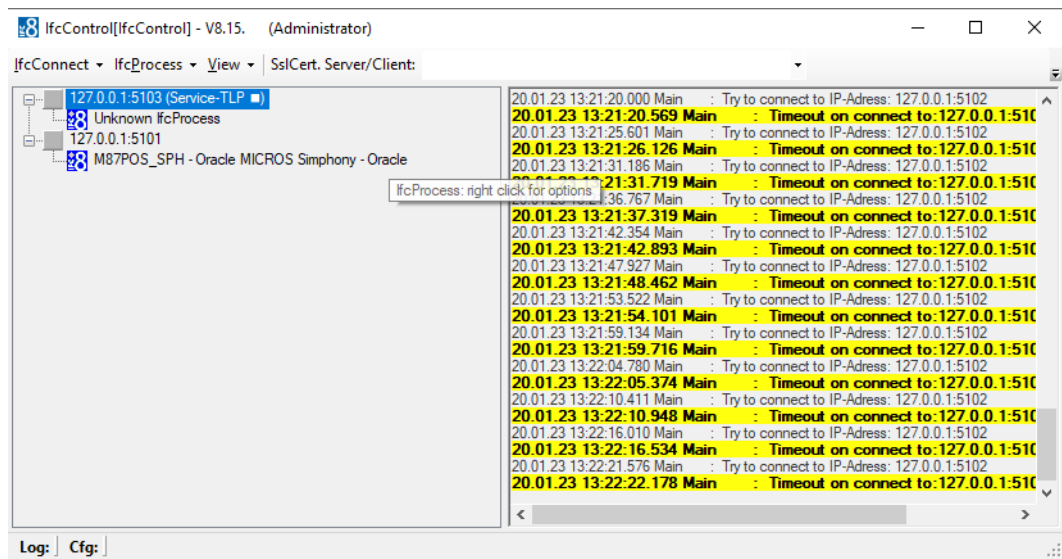 IfcControl[IfcControl] - V8.15. (Administrator)
IfcConnect IfcProcess View SslCert. Server/Client:
127.0.0.1:5103 (Service-TLP ■)
Unknown IfcProcess
127.0.0.1:5101
M87POS_SPH - Oracle MICROS Simphony - Oracle
IfcProcess: right click for options
20.01.23 13:21:20.000 Main : Try to connect to IP-Adress: 127.0.0.1:5102
20.01.23 13:21:20.569 Main : Timeout on connect to:127.0.0.1:510
20.01.23 13:21:25.601 Main : Try to connect to IP-Adress: 127.0.0.1:5102
20.01.23 13:21:26.126 Main : Timeout on connect to:127.0.0.1:510
20.01.23 13:21:31.186 Main : Try to connect to IP-Adress: 127.0.0.1:5102
21:31.719 Main : Timeout on connect to:127.0.0.1:510
:36.767 Main : Try to connect to IP-Adress: 127.0.0.1:5102
20.01.23 13:21:37.319 Main : Timeout on connect to:127.0.0.1:510
20.01.23 13:21:42.354 Main : Try to connect to IP-Adress: 127.0.0.1:5102
20.01.23 13:21:42.893 Main : Timeout on connect to:127.0.0.1:510
20.01.23 13:21:47.927 Main : Try to connect to IP-Adress: 127.0.0.1:5102
20.01.23 13:21:48.462 Main : Timeout on connect to:127.0.0.1:510
20.01.23 13:21:53.522 Main : Try to connect to IP-Adress: 127.0.0.1:5102
20.01.23 13:21:54.101 Main : Timeout on connect to:127.0.0.1:510
20.01.23 13:21:59.134 Main : Try to connect to IP-Adress: 127.0.0.1:5102
20.01.23 13:21:59.716 Main : Timeout on connect to:127.0.0.1:510
20.01.23 13:22:04.780 Main : Try to connect to IP-Adress: 127.0.0.1:5102
20.01.23 13:22:05.374 Main : Timeout on connect to:127.0.0.1:510
20.01.23 13:22:10.411 Main : Try to connect to IP-Adress: 127.0.0.1:5102
20.01.23 13:22:10.948 Main : Timeout on connect to:127.0.0.1:510
20.01.23 13:22:16.010 Main : Try to connect to IP-Adress: 127.0.0.1:5102
20.01.23 13:22:16.534 Main : Timeout on connect to:127.0.0.1:510
20.01.23 13:22:21.576 Main : Try to connect to IP-Adress: 127.0.0.1:5102
20.01.23 13:22:22.178 Main : Timeout on connect to:127.0.0.1:510
Log: Cfg: